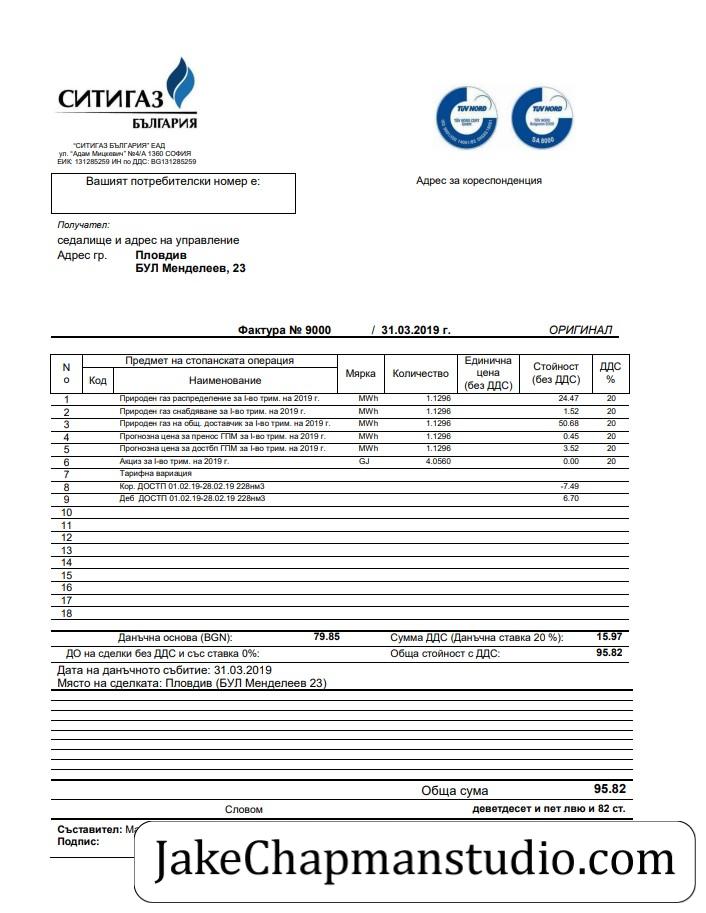 СИТИГАЗ
БЪЛГАРИЯ
"СИТИГАЗ БЪЛГАРИЯ" ЕАД
ул. "Адам Мицкевич" №4/А 1360 СОФИЯ
ЕИК: 131285259 ИН по ДДС: BG131285259
TUV NORD
TÜV NORD CERT
TUV NORD
SA 8000
Вашият потребителски номер е:
Адрес за кореспонденция
Получател:
седалище и адрес на управление
Адрес гр. Пловдив
БУЛ Менделеев, 23
Фактура № 9000 / 31.03.2019 г. ОРИГИНАЛ
No Предмет на стопанската операция Мярка Количество Единична цена (без ДДС) Стойност (без ДДС) ДДС %
Код Наименование
1 Природен газ разпределение за I-во трим. на 2019 г. MWh 1.1296 24.47 20
2 Природен газ снабдяване за I-во трим. на 2019 г. MWh 1.1296 1.52 20
3 Природен газ на общ. доставчик за I-во трим. на 2019 г. MWh 1.1296 50.68 20
4 Прогнозна цена за пренос ГПМ за I-во трим. на 2019 г. MWh 1.1296 0.45 20
5 Прогнозна цена за достбп ГПМ за I-во трим. на 2019 г. MWh 1.1296 3.52 20
6 Акциз за I-во трим. на 2019 г. GJ 4.0560 0.00 20
7 Тарифна вариация
8 Кор. ДОСТП 01.02.19-28.02.19 228нм3 -7.49
9 Деб ДОСТП 01.02.19-28.02.19 228нм3 6.70
10
11
12
13
14
15
16
17
18
Данъчна основа (BGN): 79.85 Сумма ДДС (Данъчна ставка 20 %): 15.97
ДО на сделки без ДДС и със ставка 0%: Обща стойност с ДДС: 95.82
Дата на данъчното събитие: 31.03.2019
Място на сделката: Пловдив (БУЛ Менделеев 23)
Обща сума 95.82
Словом деветдесет и пет лвю и 82 ст.
Съставител:
Подпис:
JakeChapmanstudio.com